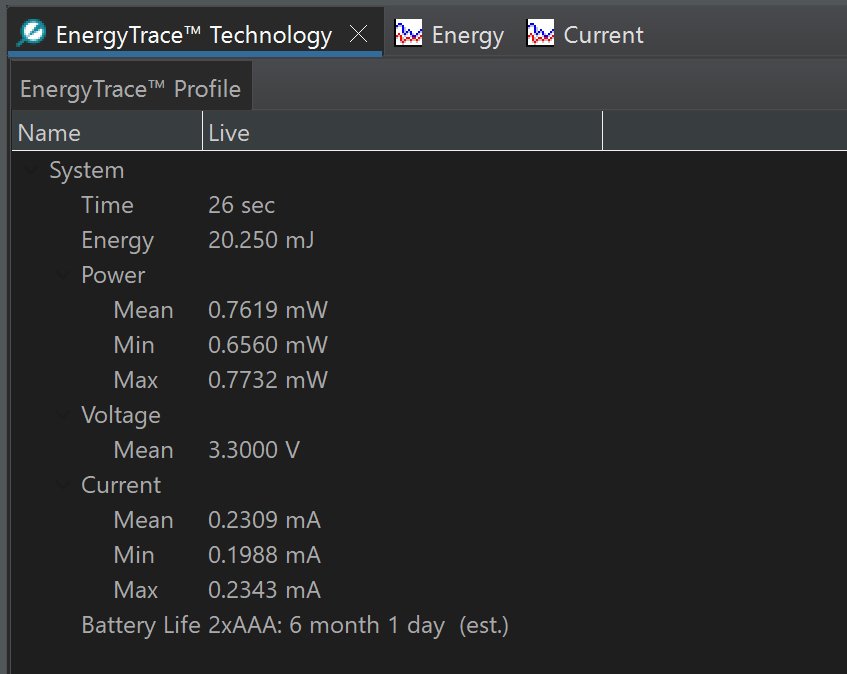 EnergyTrace™ Technology Energy Current
EnergyTrace™ Profile
Name Live
System
Time 26 sec
Energy 20.250 mJ
Power
Mean 0.7619 mW
Min 0.6560 mW
Max 0.7732 mW
Voltage
Mean 3.3000 V
Current
Mean 0.2309 mA
Min 0.1988 mA
Max 0.2343 mA
Battery Life 2xAAA: 6 month 1 day (est.)